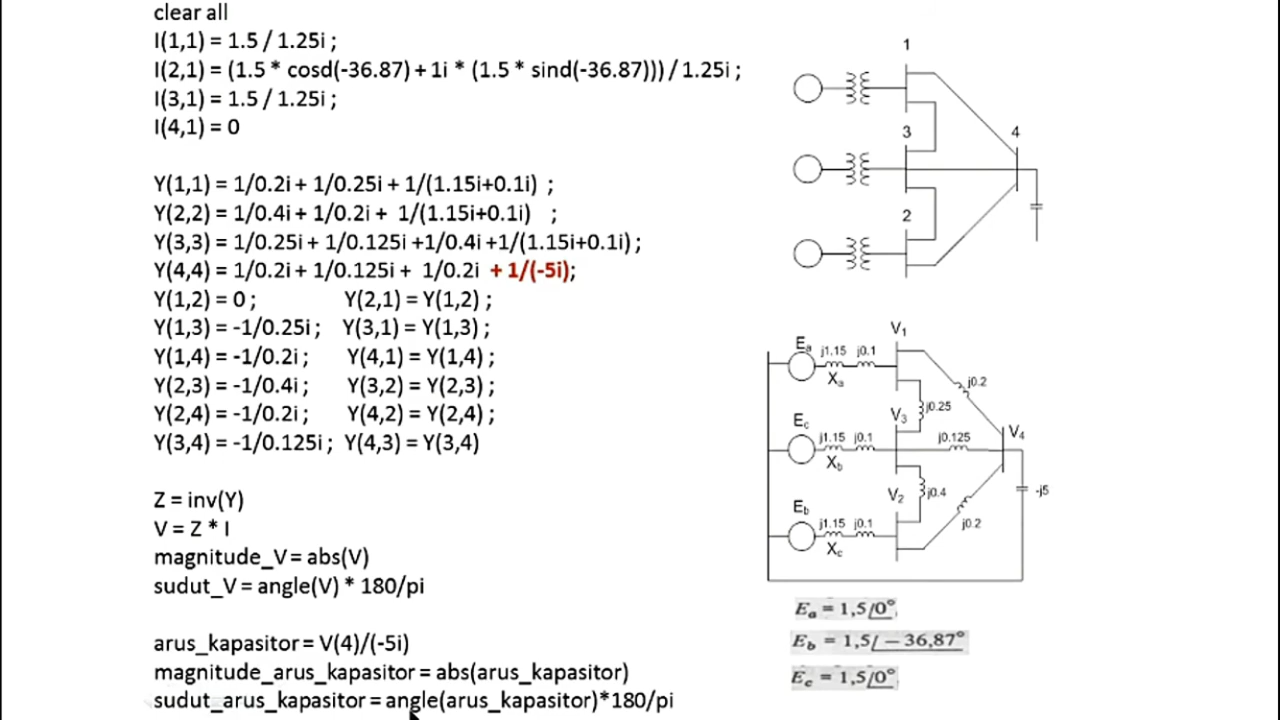 clear all
I(1,1) = 1.5 / 1.25i ;
I(2,1) = (1.5 * cosd(-36.87) + 1i * (1.5 * sind(-36.87))) / 1.25i ;
I(3,1) = 1.5 / 1.25i ;
I(4,1) = 0
Y(1,1) = 1/0.2i + 1/0.25i + 1/(1.15i+0.1i) ;
Y(2,2) = 1/0.4i + 1/0.2i + 1/(1.15i+0.1i) ;
Y(3,3) = 1/0.25i + 1/0.125i +1/0.4i +1/(1.15i+0.1i) ;
Y(4,4) = 1/0.2i + 1/0.125i + 1/0.2i + 1/(-5i);
Y(1,2) = 0 ; Y(2,1) = Y(1,2) ;
Y(1,3) = -1/0.25i ; Y(3,1) = Y(1,3) ;
Y(1,4) = -1/0.2i ; Y(4,1) = Y(1,4) ;
Y(2,3) = -1/0.4i ; Y(3,2) = Y(2,3) ;
Y(2,4) = -1/0.2i ; Y(4,2) = Y(2,4) ;
Y(3,4) = -1/0.125i ; Y(4,3) = Y(3,4)
Z = inv(Y)
V = Z * I
magnitude_V = abs(V)
sudut_V = angle(V) * 180/pi
arus_kapasitor = V(4)/(-5i)
magnitude_arus_kapasitor = abs(arus_kapasitor)
sudut_arus_kapasitor = angle(arus_kapasitor)*180/pi
1
3
4
2
V1
Ea
j1.15 j0.1
Xa
j0.2
j0.25
V3
Ec
j1.15 j0.1
Xb
j0.125
V4
V2
j0.4
-j5
Eb
j1.15 j0.1
Xc
j0.2
Ea = 1,5/0°
Eb = 1,5/− 36,87°
Ec = 1,5/0°